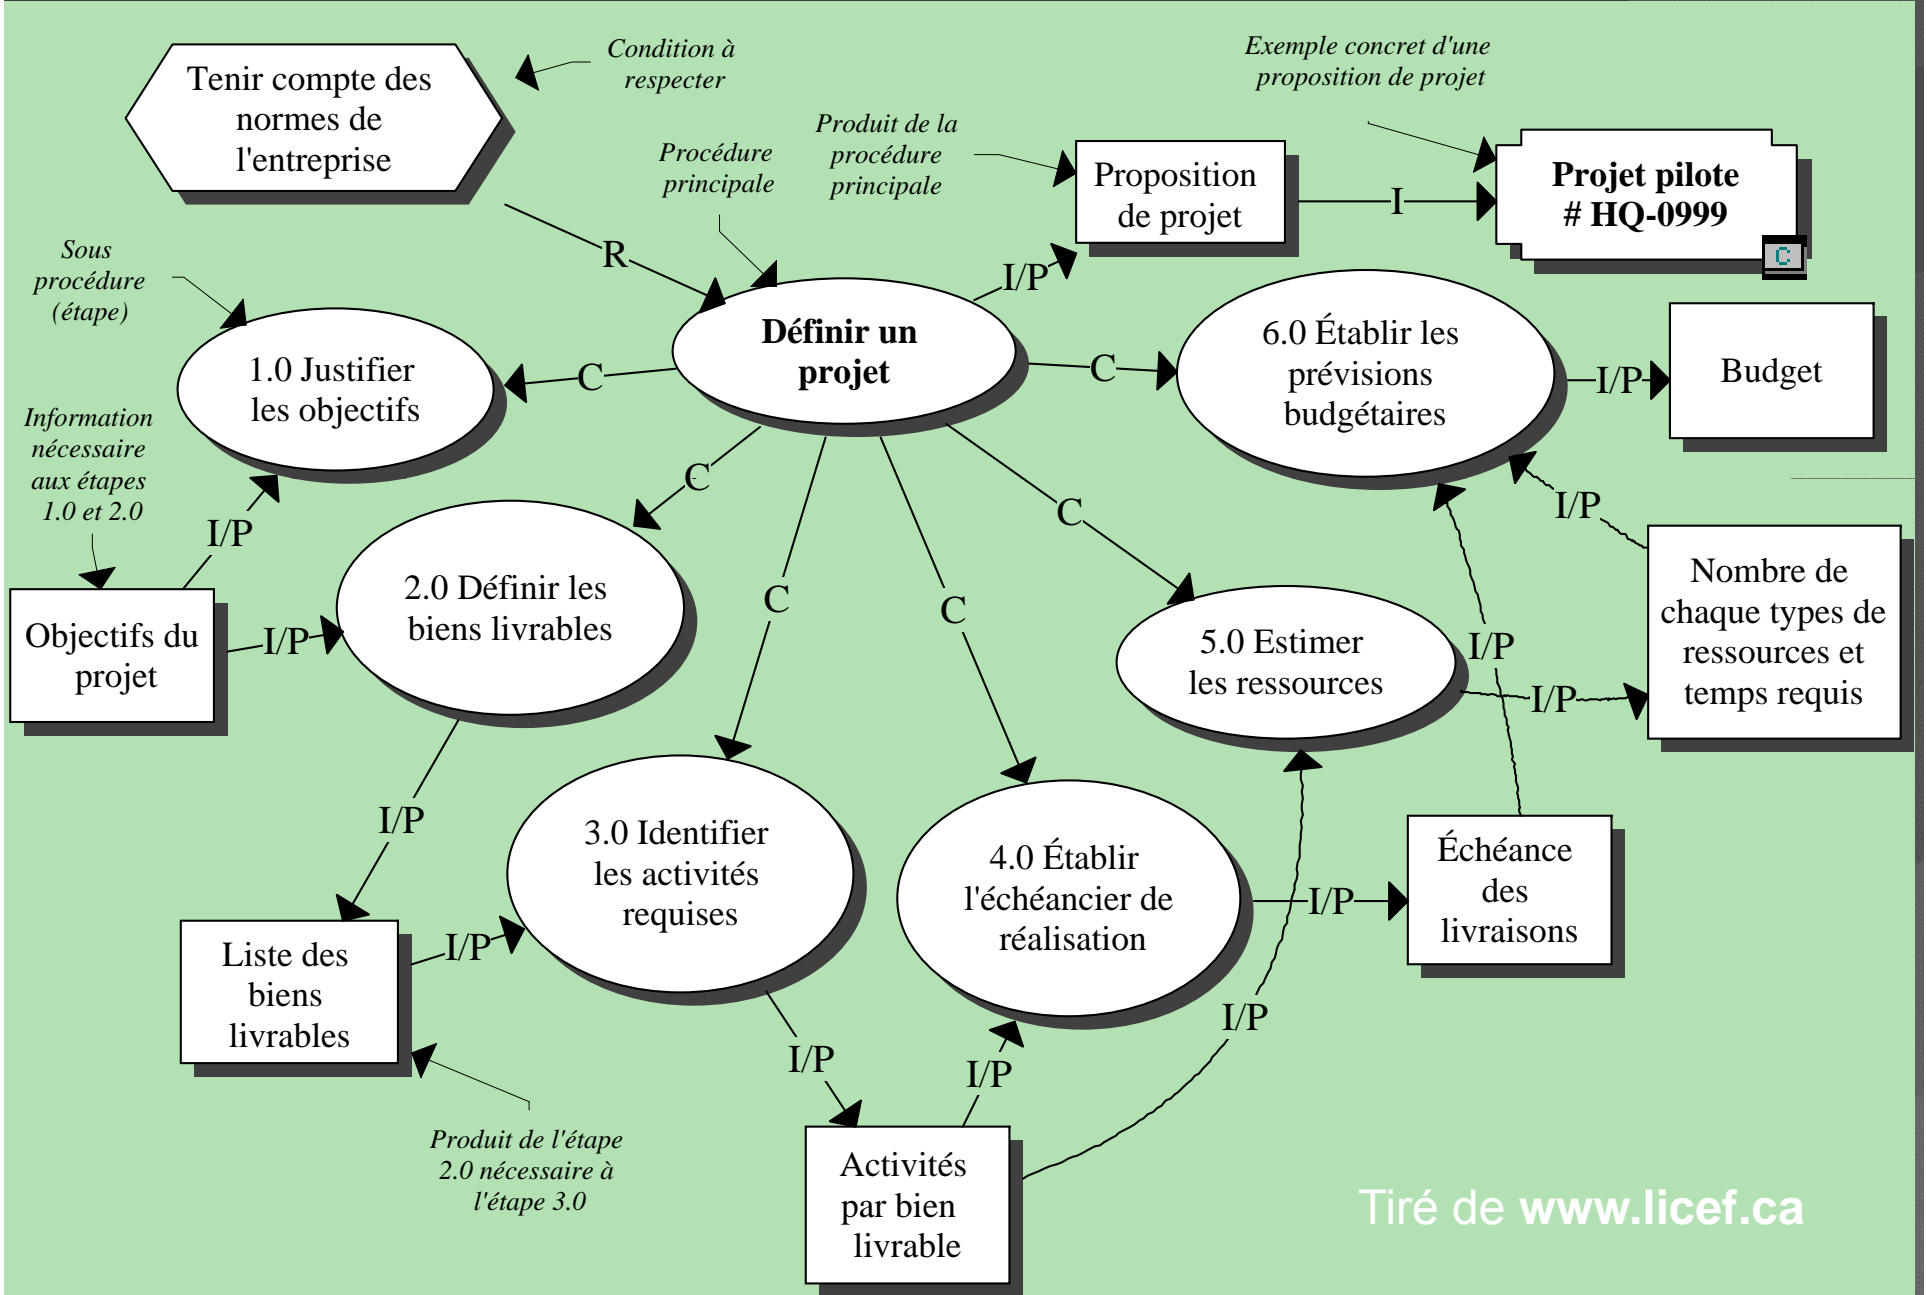 Tenir compte des
normes de
l'entreprise
Condition à
respecter
Exemple concret d'une
proposition de projet
Procédure
principale
Produit de la
procédure
principale
Proposition
de projet
I
Projet pilote
# HQ-0999
C
R
I/P
Sous
procédure
(étape)
1.0 Justifier
les objectifs
C
Définir un
projet
C
6.0 Établir les
prévisions
budgétaires
I/P
Budget
Information
nécessaire
aux étapes
1.0 et 2.0
I/P
C
C
C
C
I/P
Objectifs du
projet
I/P
2.0 Définir les
biens livrables
5.0 Estimer
les ressources
I/P
I/P
Nombre de
chaque types de
ressources et
temps requis
I/P
3.0 Identifier
les activités
requises
4.0 Établir
l'échéancier de
réalisation
I/P
Échéance
des
livraisons
Liste des
biens
livrables
I/P
I/P
I/P
I/P
Produit de l'étape
2.0 nécessaire à
l'étape 3.0
Activités
par bien
livrable
Tiré de www.licef.ca